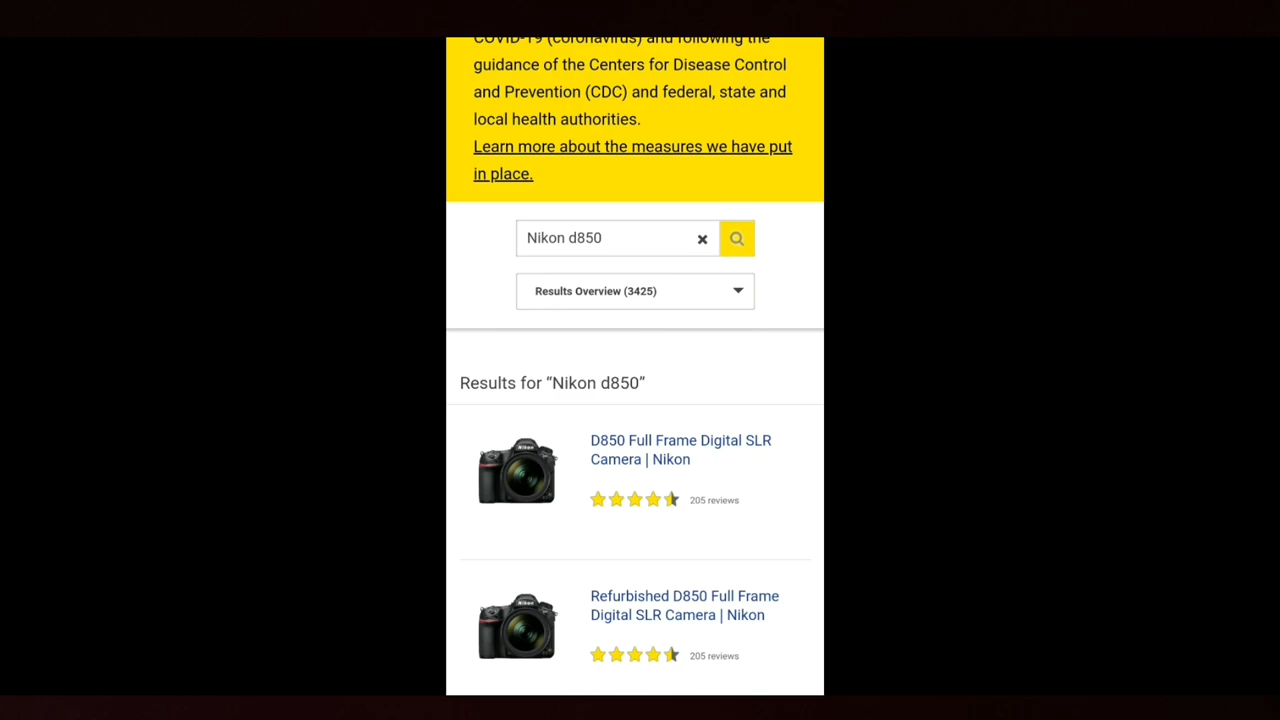 COVID-19 (coronavirus) and following the
guidance of the Centers for Disease Control
and Prevention (CDC) and federal, state and
local health authorities.
Learn more about the measures we have put
in place.
Nikon d850
Results Overview (3425)
Results for “Nikon d850”
D850 Full Frame Digital SLR
Camera | Nikon
205 reviews
Nikon
Refurbished D850 Full Frame
Digital SLR Camera | Nikon
205 reviews
Nikon